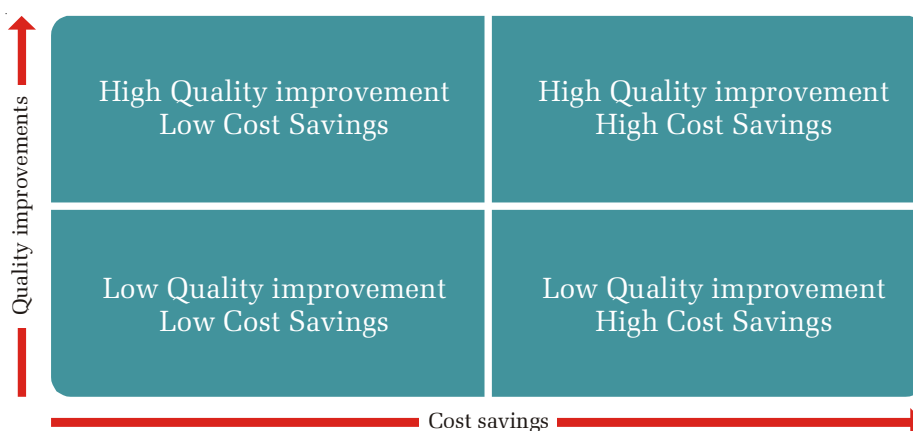 High Quality improvement
Low Cost Savings
High Quality improvement
High Cost Savings
Low Quality improvement
Low Cost Savings
Low Quality improvement
High Cost Savings
Quality improvements
Cost savings